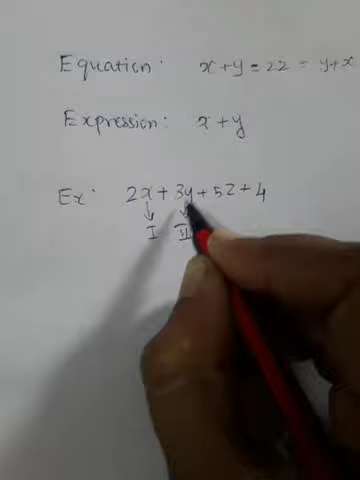 Equation: x+y = 22 = y+x
Expression: x+y
Ex: 2x + 3y + 5z + 4
I II